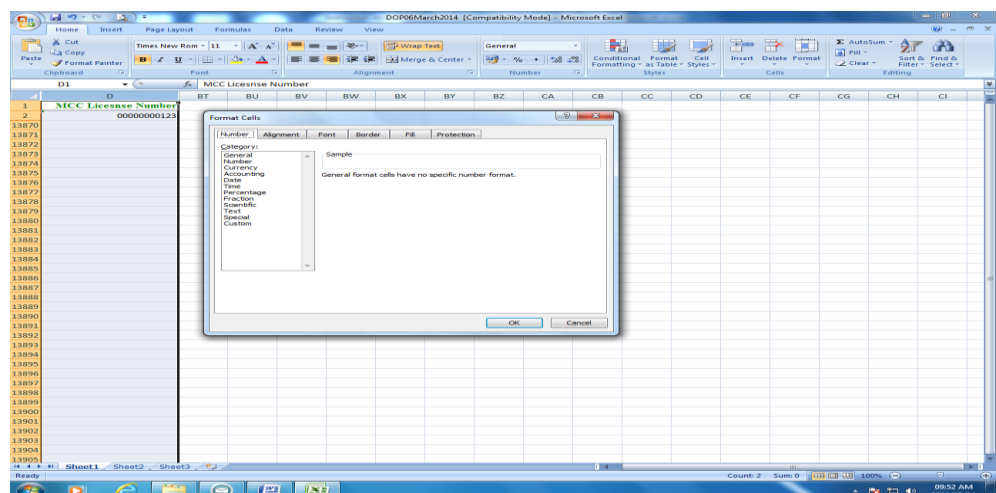 DOP06March2014 [Compatibility Mode] - Microsoft Excel
Home Insert Page Layout Formulas Data Review View
Cut
Copy
Format Painter
Paste
Clipboard
Times New Rom 11
B I U
Font
Wrap Text
Merge & Center
Alignment
General
Number
Conditional Formatting
Format as Table
Cell Styles
Styles
Insert Delete Format
Cells
AutoSum
Fill
Clear
Sort & Filter
Find & Select
Editing
D1 fx MCC Licesnse Number
D BT BU BV BW BX BY BZ CA CB CC CD CE CF CG CH CI
1 MCC Licesnse Number
2 00000000123
13870
13871
13872
13873
13874
13875
13876
13877
13878
13879
13880
13881
13882
13883
13884
13885
13886
13887
13888
13889
13890
13891
13892
13893
13894
13895
13896
13897
13898
13899
13900
13901
13902
13903
13904
13905
Format Cells
Number Alignment Font Border Fill Protection
Category:
General
Number
Currency
Accounting
Date
Time
Percentage
Fraction
Scientific
Text
Special
Custom
Sample
General format cells have no specific number format.
OK Cancel
Sheet1 Sheet2 Sheet3
Ready Count: 2 Sum: 0 100%
09:52 AM